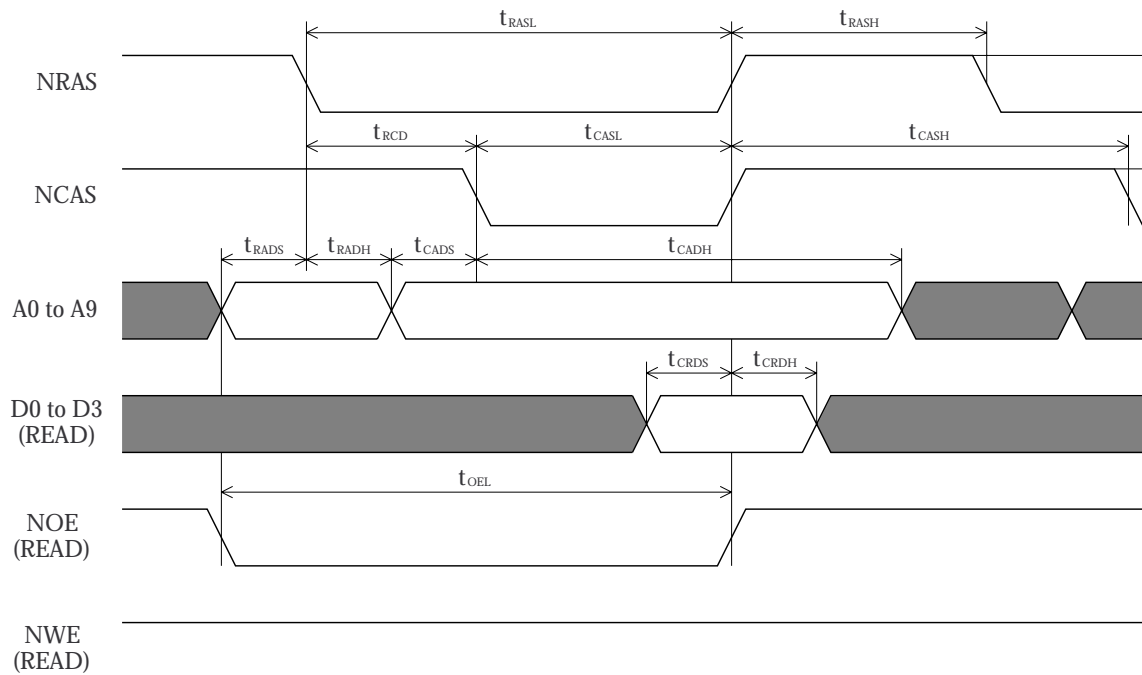 tRASL tRASH
NRAS
tRCD tCASL tCASH
NCAS
tRADS tRADH tCADS tCADH
A0 to A9
tCRDS tCRDH
D0 to D3
(READ)
tOEL
NOE
(READ)
NWE
(READ)